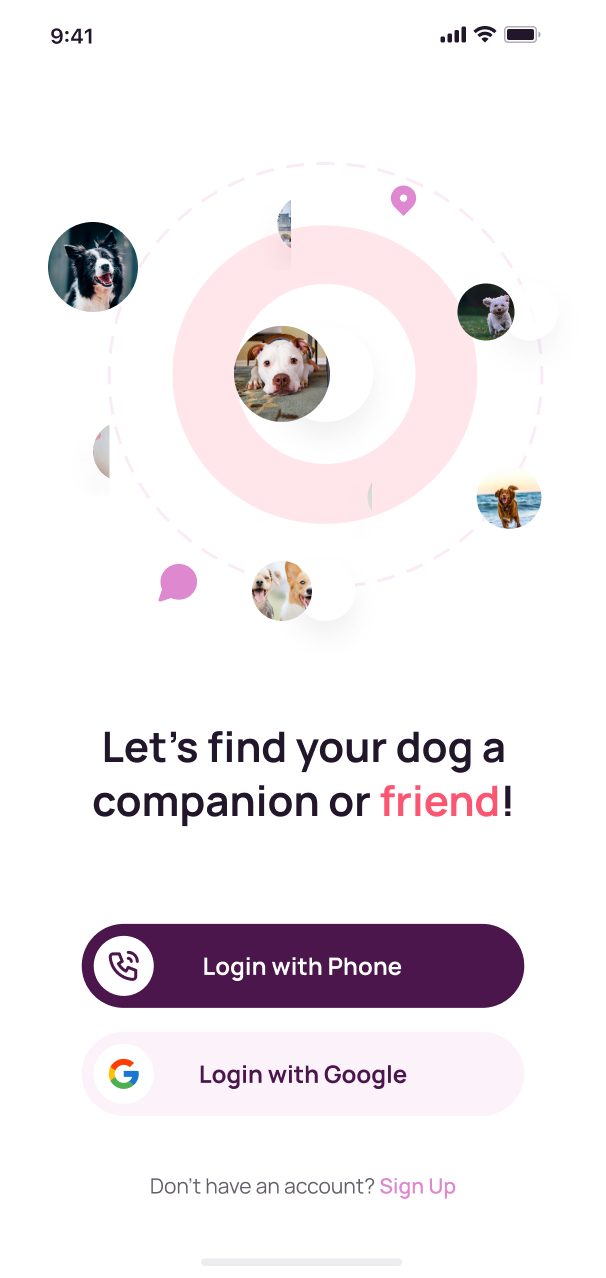 9:41
Let's find your dog a
companion or friend!
Login with Phone
Login with Google
Don't have an account? Sign Up